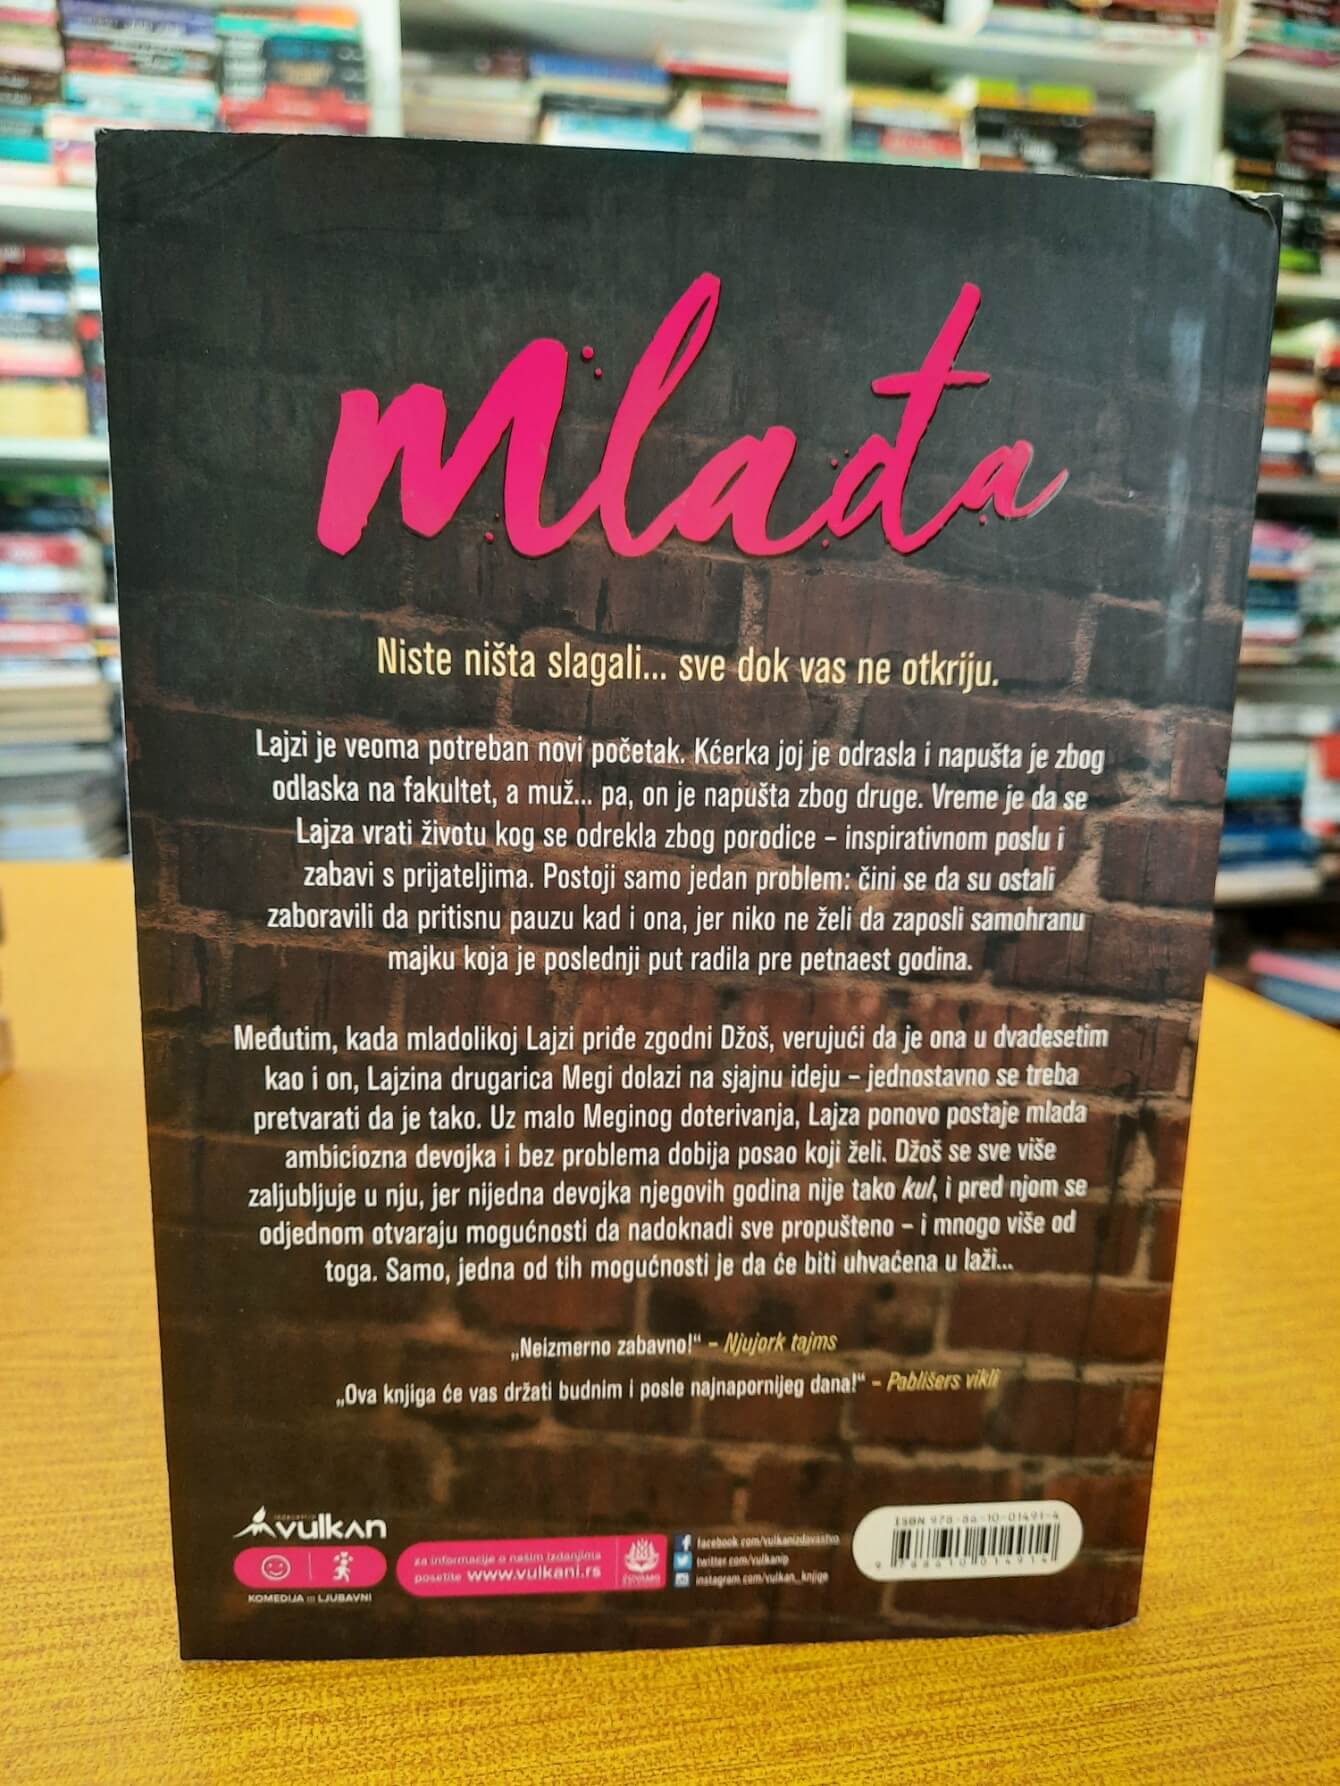 Mlađa
Niste ništa slagali... sve dok vas ne otkriju.
Lajzi je veoma potreban novi početak. Kćerka joj je odrasla i napušta je zbog
odlaska na fakultet, a muž... pa, on je napušta zbog druge. Vreme je da se
Lajza vrati životu kog se odrekla zbog porodice – inspirativnom poslu i
zabavi s prijateljima. Postoji samo jedan problem: čini se da su ostali
zaboravili da pritisnu pauzu kad i ona, jer niko ne želi da zaposli samohranu
majku koja je poslednji put radila pre petnaest godina.
Međutim, kada mladolikoj Lajzi priđe zgodni Džoš, verujući da je ona u dvadesetim
kao i on, Lajzina drugarica Megi dolazi na sjajnu ideju – jednostavno se treba
pretvarati da je tako. Uz malo Meginog doterivanja, Lajza ponovo postaje mlada
ambiciozna devojka i bez problema dobija posao koji želi. Džoš se sve više
zaljubljuje u nju, jer nijedna devojka njegovih godina nije tako kul, i pred njom se
odjednom otvaraju mogućnosti da nadoknadi sve propušteno – i mnogo više od
toga. Samo, jedna od tih mogućnosti je da će biti uhvaćena u laži...
„Neizmerno zabavno!“ – Njujork tajms
„Ova knjiga će vas držati budnim i posle najnapornijeg dana!“ – Pablišers vikli
vulkan
KOMEDIJA LJUBAVNI
za informacije o našim izdanjima
posetite www.vulkani.rs
facebook.com/vulkanizdavastvo
twitter.com/vulkanip
instagram.com/vulkan_knjige
ISBN 978-86-10-01491-4
9 788610 014914